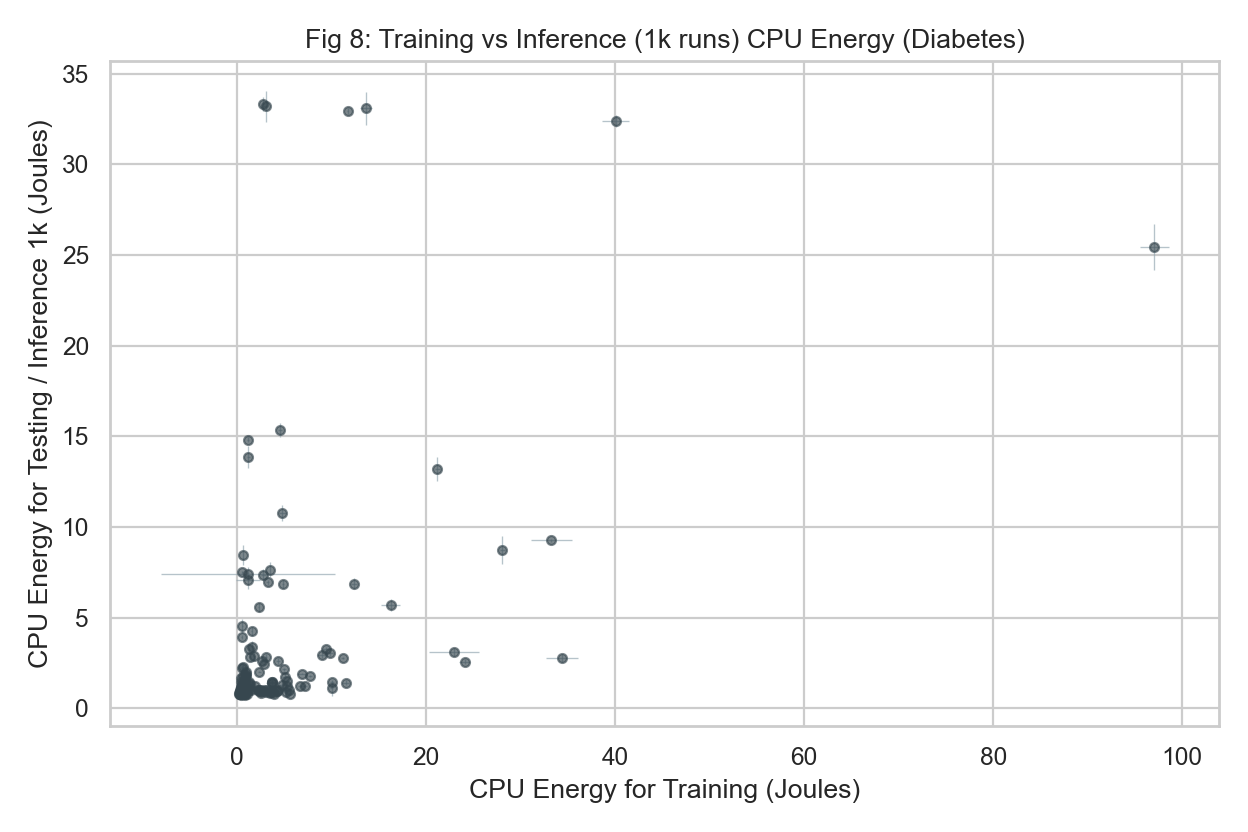 Fig 8: Training vs Inference (1k runs) CPU Energy (Diabetes)
CPU Energy for Testing / Inference 1k (Joules)
35
30
25
20
15
10
5
0
0 20 40 60 80 100
CPU Energy for Training (Joules)